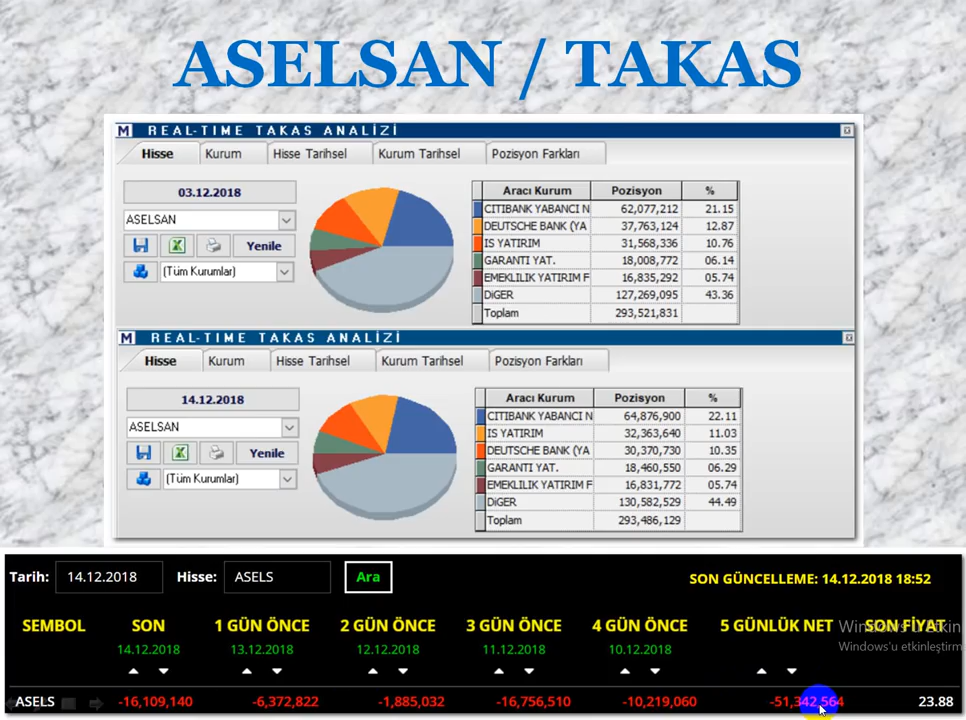 ASELSAN / TAKAS
M REAL-TIME TAKAS ANALİZİ
Hisse Kurum Hisse Tarihsel Kurum Tarihsel Pozisyon Farkları
03.12.2018
ASELSAN
Yenile
(Tüm Kurumlar)
Aracı Kurum Pozisyon %
CITIBANK YABANCI N 62,077,212 21.15
DEUTSCHE BANK (YA 37,763,124 12.87
IS YATIRIM 31,568,336 10.76
GARANTI YAT. 18,008,772 06.14
EMEKLILIK YATIRIM F 16,835,292 05.74
DiGER 127,269,095 43.36
Toplam 293,521,831
M REAL-TIME TAKAS ANALİZİ
Hisse Kurum Hisse Tarihsel Kurum Tarihsel Pozisyon Farkları
14.12.2018
ASELSAN
Yenile
(Tüm Kurumlar)
Aracı Kurum Pozisyon %
CITIBANK YABANCI N 64,876,900 22.11
IS YATIRIM 32,363,640 11.03
DEUTSCHE BANK (YA 30,370,730 10.35
GARANTI YAT. 18,460,550 06.29
EMEKLILIK YATIRIM F 16,831,772 05.74
DiGER 130,582,529 44.49
Toplam 293,486,129
Tarih: 14.12.2018 Hisse: ASELS Ara SON GÜNCELLEME: 14.12.2018 18:52
SEMBOL SON 1 GÜN ÖNCE 2 GÜN ÖNCE 3 GÜN ÖNCE 4 GÜN ÖNCE 5 GÜNLÜK NET SON FİYAT
Windows'u Etkin
14.12.2018 13.12.2018 12.12.2018 11.12.2018 10.12.2018
Windows'u etkinleştirm
ASELS -16,109,140 -6,372,822 -1,885,032 -16,756,510 -10,219,060 -51,342,564 23.88